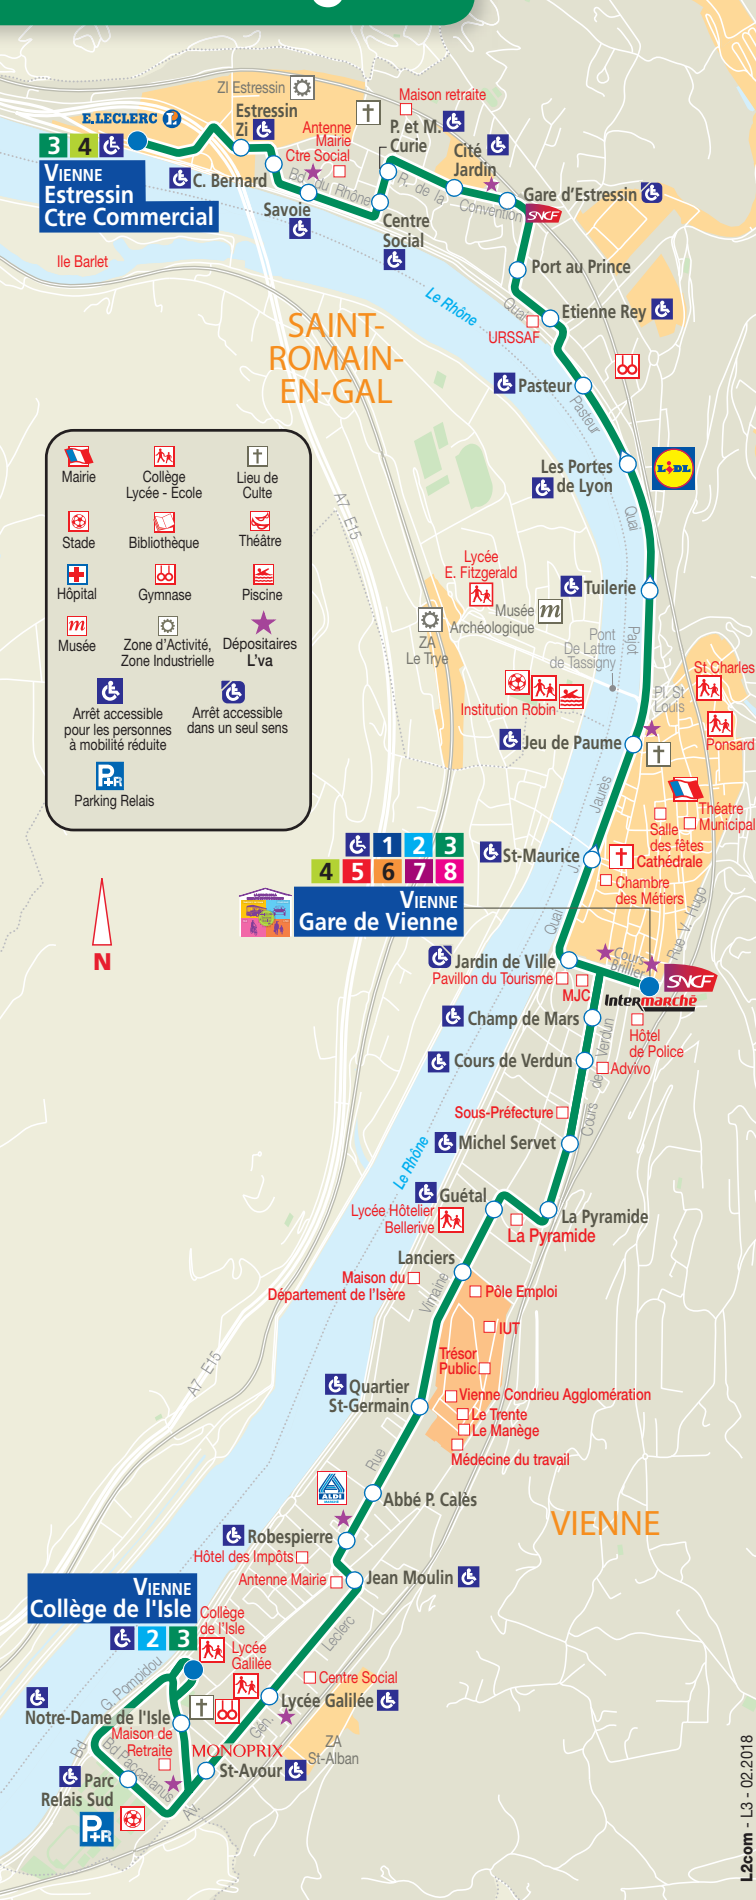 ZI Estressin
E.LECLERC L
Estressin
Zi
3 4
VIENNE
Estressin
Ctre Commercial
C. Bernard
Antenne
Mairie
Ctre Social
Maison retraite
P. et M.
Curie
Cité
Jardin
Savoie
Bd du Rhône
R. de la Convention
Centre
Social
Gare d'Estressin
SNCF
Ile Barlet
Port au Prince
Le Rhône
Quai
Etienne Rey
URSSAF
SAINT-
ROMAIN-
EN-GAL
Pasteur
Pasteur
Les Portes
de Lyon
LIDL
Quai
Mairie
Collège
Lycée - Ecole
Lieu de
Culte
Stade
Bibliothèque
Théâtre
Hôpital
Gymnase
Piscine
m
Musée
Zone d'Activité,
Zone Industrielle
Dépositaires
L'va
Arrêt accessible
pour les personnes
à mobilité réduite
Arrêt accessible
dans un seul sens
P+R
Parking Relais
A7 - E15
Lycée
E. Fitzgerald
Tuilerie
Musée
Archéologique
m
ZA
Le Trye
Pont
De Lattre
de Tassigny
Pajot
Institution Robin
St Charles
Pl. St
Louis
Ponsard
Jeu de Paume
Jaurès
Théatre
Municipal
Salle
des fêtes
1 2 3
4 5 6 7 8
St-Maurice
J.
Cathédrale
Chambre
des Métiers
VIENNE
Gare de Vienne
Quai
Rue V. Hugo
N
Jardin de Ville
Cours
Brillier
Pavillon du Tourisme
MJC
SNCF
Intermarché
Champ de Mars
Hôtel
de Police
Cours de Verdun
Advivo
Cours de Verdun
Sous-Préfecture
Michel Servet
Le Rhône
Guétal
Lycée Hôtelier
Bellerive
La Pyramide
La Pyramide
Lanciers
Maison du
Département de l'Isère
Vimaine
Pôle Emploi
IUT
Trésor
Public
A7 - E15
Quartier
St-Germain
Vienne Condrieu Agglomération
Le Trente
Le Manège
Médecine du travail
Rue
ALDI
MARCHÉ
Abbé P. Calès
VIENNE
Robespierre
Hôtel des Impôts
Antenne Mairie
Jean Moulin
VIENNE
Collège de l'Isle
2 3
Collège
de l'Isle
Lycée
Galilée
Leclerc
G. Pompidou
Centre Social
Lycée Galilée
Notre-Dame de l'Isle
Gén.
Maison de
Retraite
Bd
Bd Paccatianus
MONOPRIX
ZA
St-Alban
St-Avour
Parc
Relais Sud
Av.
P+R
L2com - L3 - 02.2018